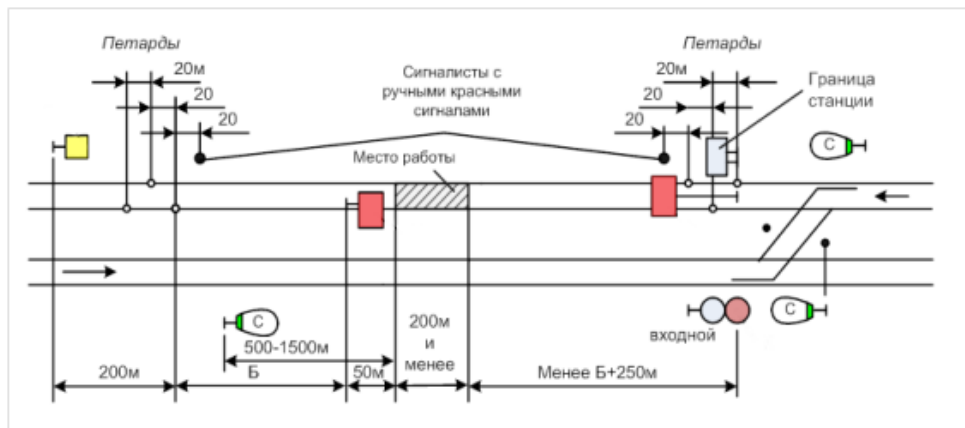 Петарды
Петарды
20м
20
20
Сигналисты с
ручными красными
сигналами
20м
20
20
Граница
станции
С
Место работы
С
500-1500м
200м
и
менее
входной
С
200м
Б
50м
Менее Б+250м